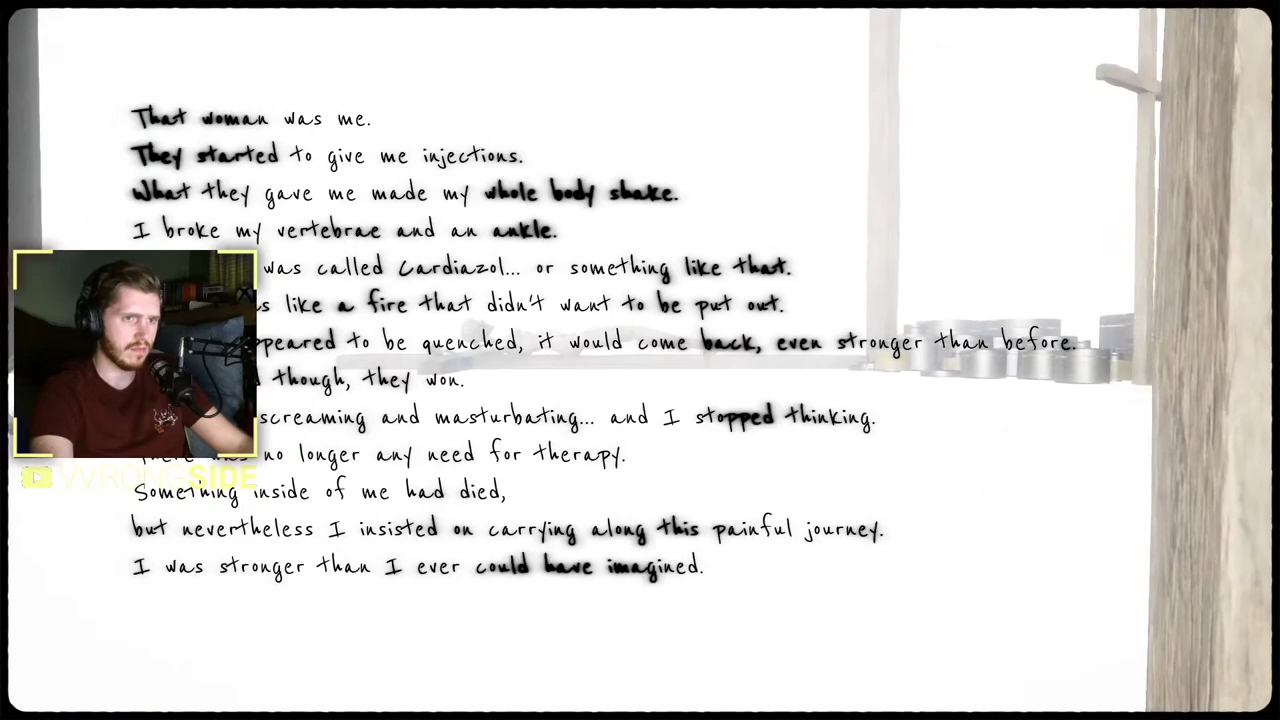 That woman was me.
They started to give me injections.
What they gave me made my whole body shake.
I broke my vertebrae and an ankle.
was called Cardiazol... or something like that.
like a fire that didn't want to be put out.
to be quenched, it would come back, even stronger than before.
though, they won.
screaming and masturbating... and I stopped thinking.
There was no longer any need for therapy.
WRONGSIDE
Something inside of me had died,
but nevertheless I insisted on carrying along this painful journey.
I was stronger than I ever could have imagined.